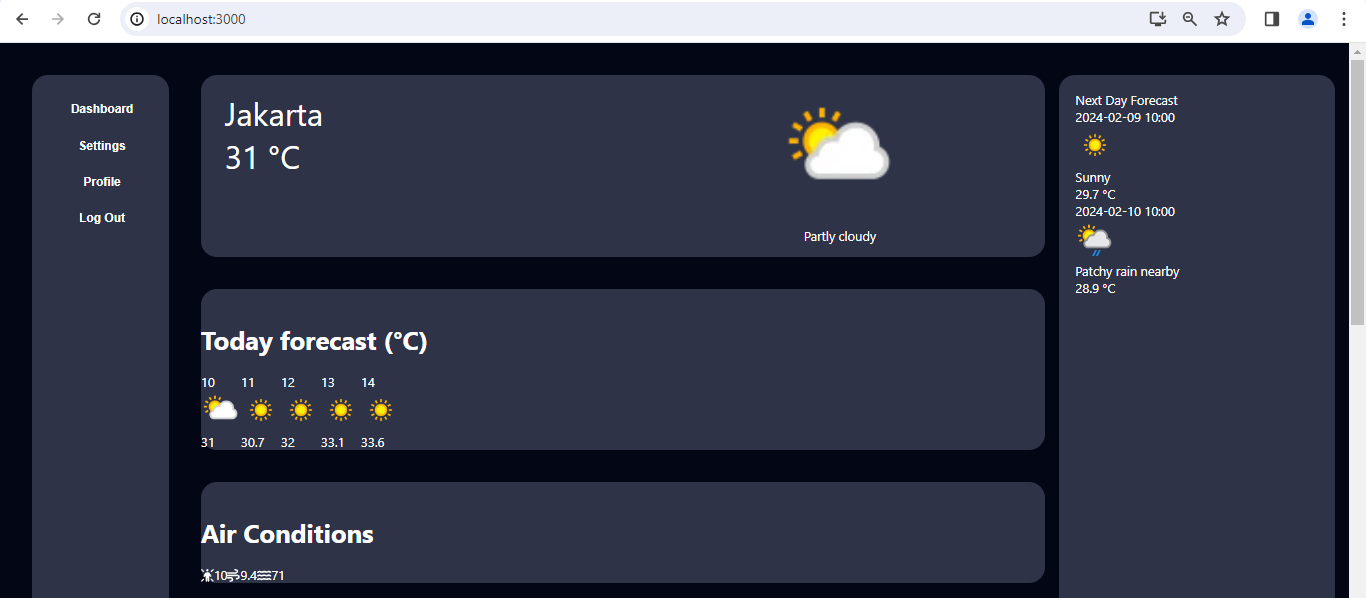 localhost:3000
Dashboard
Settings
Profile
Log Out
Jakarta
31 °C
Partly cloudy
Today forecast (°C)
10 11 12 13 14
31 30.7 32 33.1 33.6
Air Conditions
10 9.4 71
Next Day Forecast
2024-02-09 10:00
Sunny
29.7 °C
2024-02-10 10:00
Patchy rain nearby
28.9 °C